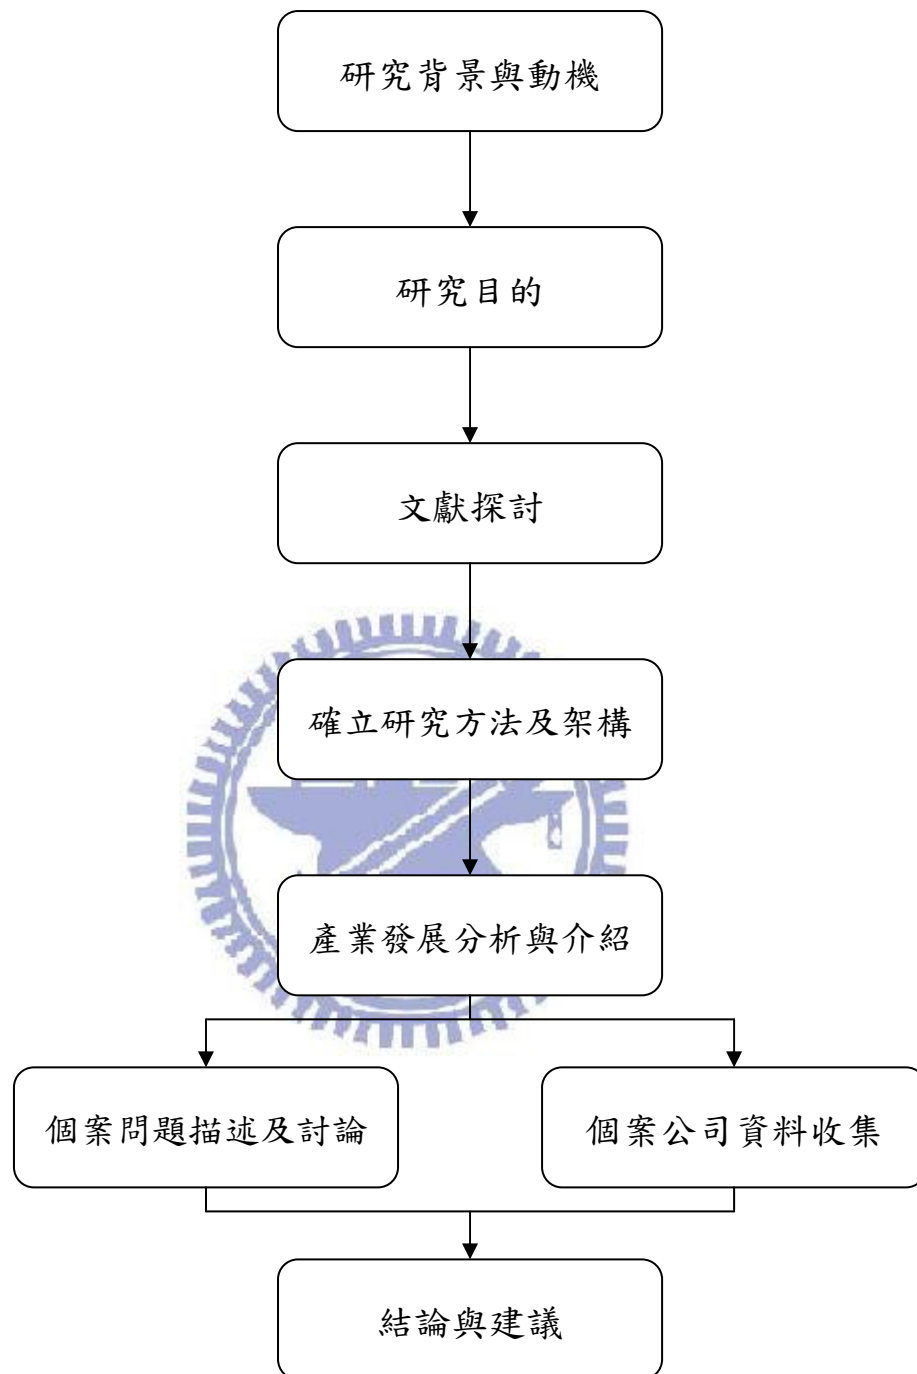 研究背景與動機
研究目的
文獻探討
確立研究方法及架構
產業發展分析與介紹
個案問題描述及討論
個案公司資料收集
結論與建議